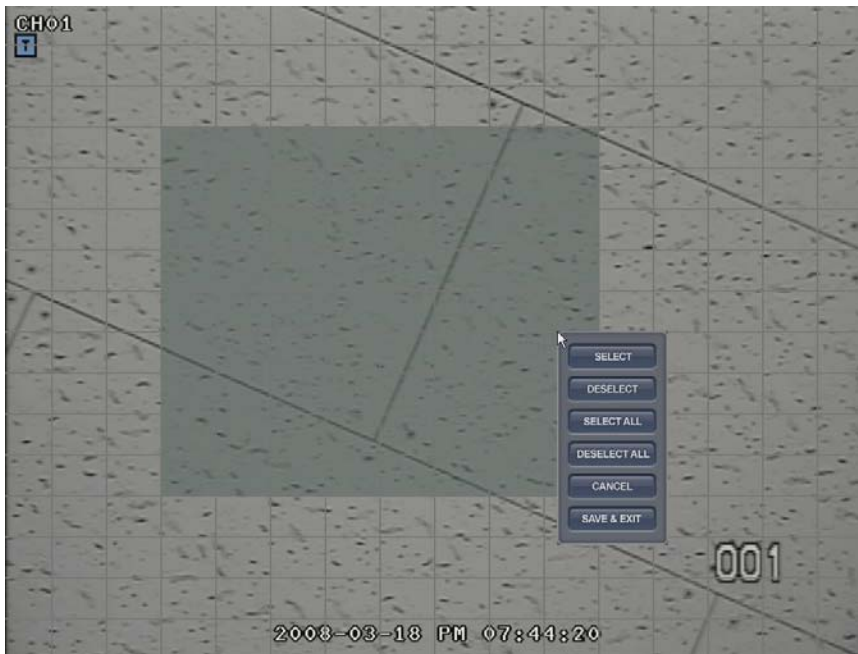 CH01
T
SELECT
DESELECT
SELECT ALL
DESELECT ALL
CANCEL
SAVE & EXIT
001
2008-03-18 PM 07:44:20